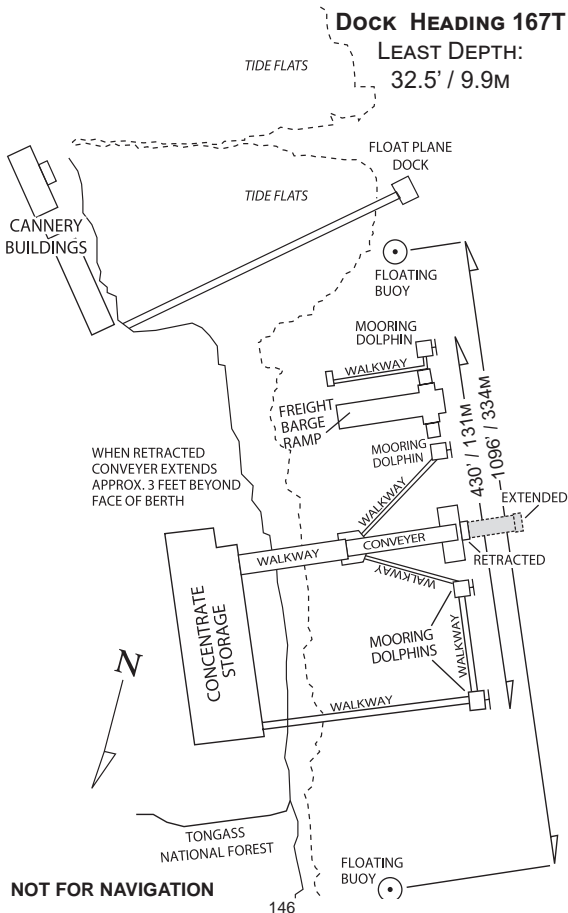 DOCK HEADING 167T
LEAST DEPTH:
32.5' / 9.9M
TIDE FLATS
FLOAT PLANE
DOCK
TIDE FLATS
CANNERY
BUILDINGS
FLOATING
BUOY
MOORING
DOLPHIN
WALKWAY
FREIGHT
BARGE
RAMP
MOORING
DOLPHIN
430' / 131M
1096' / 334M
WHEN RETRACTED
CONVEYER EXTENDS
APPROX. 3 FEET BEYOND
FACE OF BERTH
WALKWAY
EXTENDED
WALKWAY
CONVEYER
RETRACTED
WALKWAY
CONCENTRATE
STORAGE
MOORING
DOLPHINS
WALKWAY
N
WALKWAY
TONGASS
NATIONAL FOREST
FLOATING
BUOY
NOT FOR NAVIGATION
146